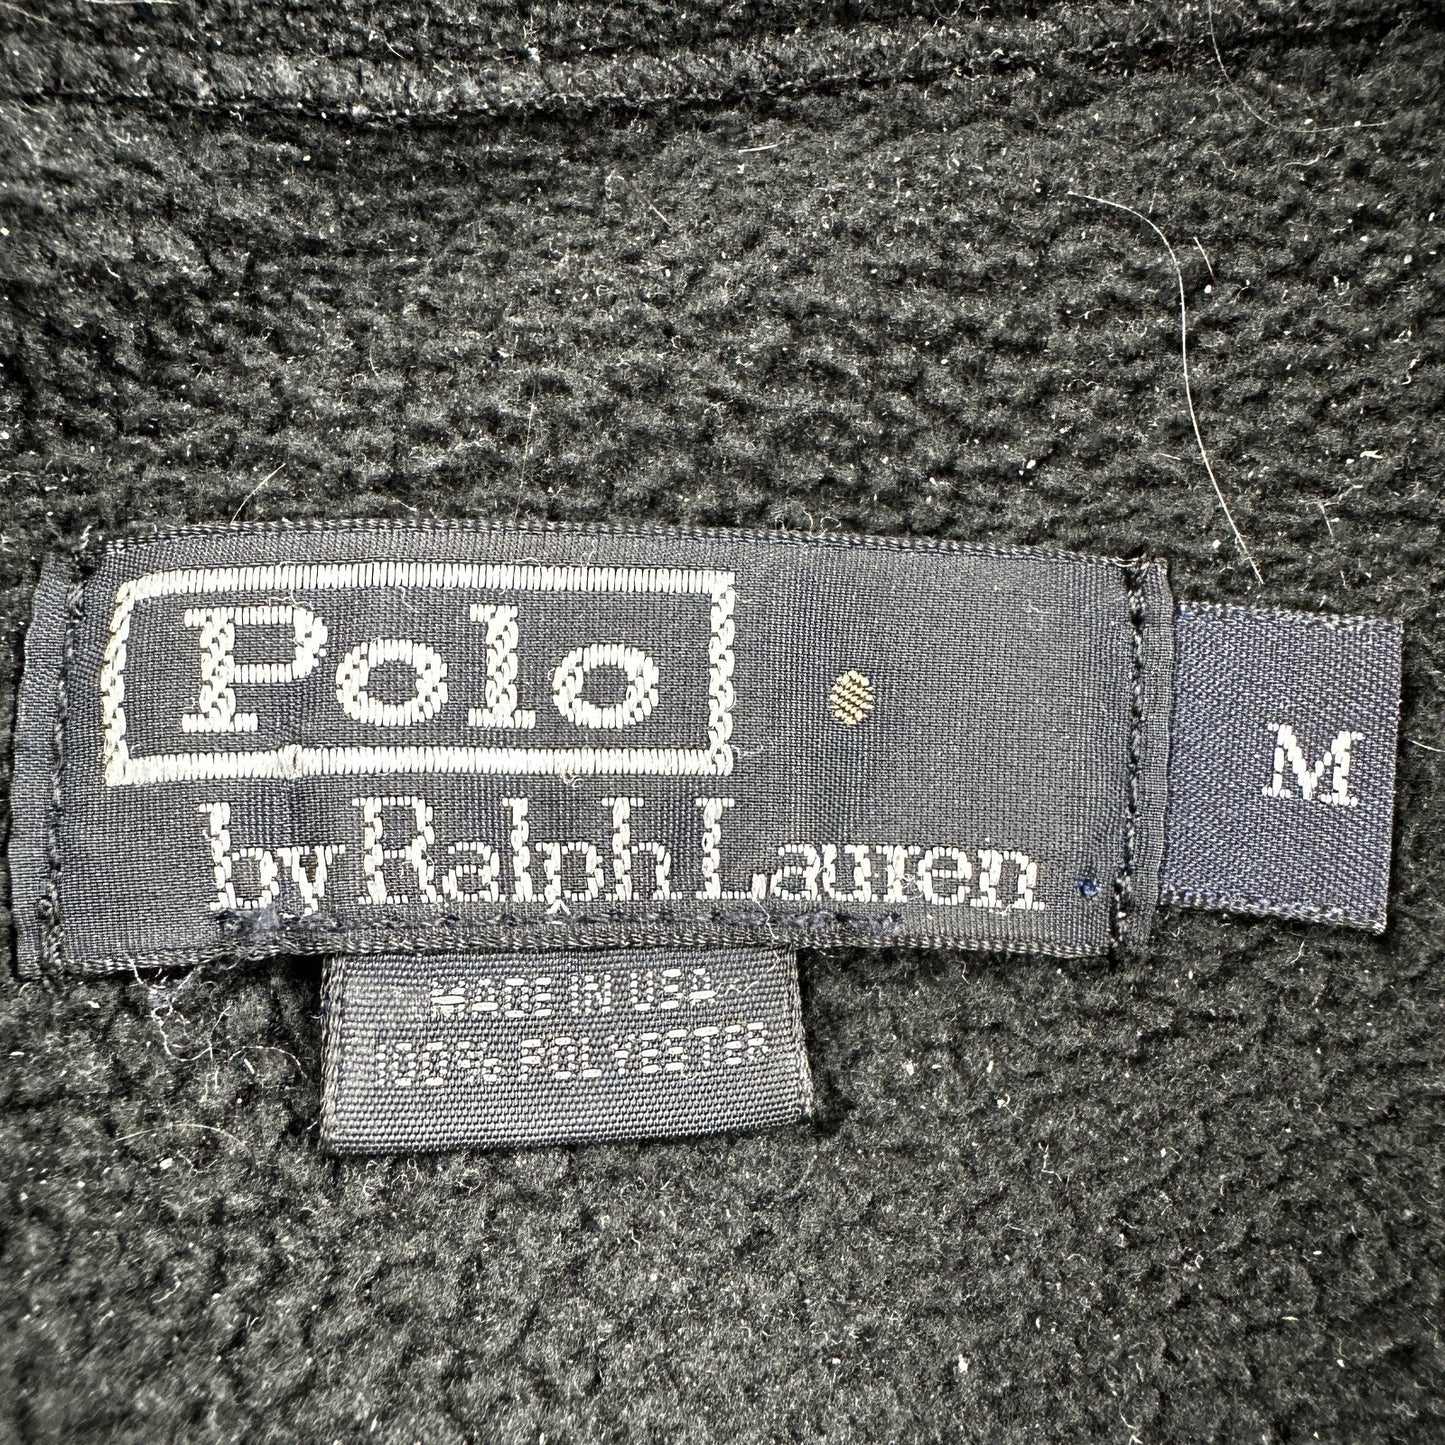 Polo
by Ralph Lauren
M
MADE IN USA
100% POLYESTER